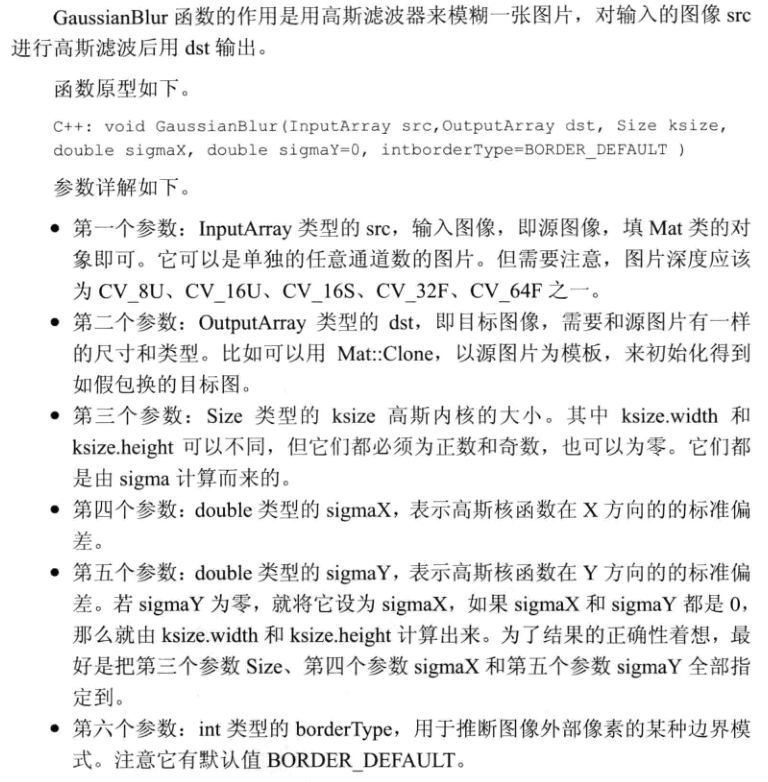 GaussianBlur 函数的作用是用高斯滤波器来模糊一张图片，对输入的图像 src
进行高斯滤波后用 dst 输出。
函数原型如下。
C++: void GaussianBlur(InputArray src,OutputArray dst, Size ksize,
double sigmaX, double sigmaY=0, intborderType=BORDER_DEFAULT )
参数详解如下。
● 第一个参数：InputArray 类型的 src，输入图像，即源图像，填 Mat 类的对
象即可。它可以是单独的任意通道数的图片。但需要注意，图片深度应该
为 CV_8U、CV_16U、CV_16S、CV_32F、CV_64F 之一。
● 第二个参数：OutputArray 类型的 dst，即目标图像，需要和源图片有一样
的尺寸和类型。比如可以用 Mat::Clone，以源图片为模板，来初始化得到
如假包换的目标图。
● 第三个参数：Size 类型的 ksize 高斯内核的大小。其中 ksize.width 和
ksize.height 可以不同，但它们都必须为正数和奇数，也可以为零。它们都
是由 sigma 计算而来的。
● 第四个参数：double 类型的 sigmaX，表示高斯核函数在 X 方向的的标准偏
差。
● 第五个参数：double 类型的 sigmaY，表示高斯核函数在 Y 方向的的标准偏
差。若 sigmaY 为零，就将它设为 sigmaX，如果 sigmaX 和 sigmaY 都是 0，
那么就由 ksize.width 和 ksize.height 计算出来。为了结果的正确性着想，最
好是把第三个参数 Size、第四个参数 sigmaX 和第五个参数 sigmaY 全部指
定到。
● 第六个参数：int 类型的 borderType，用于推断图像外部像素的某种边界模
式。注意它有默认值 BORDER_DEFAULT。